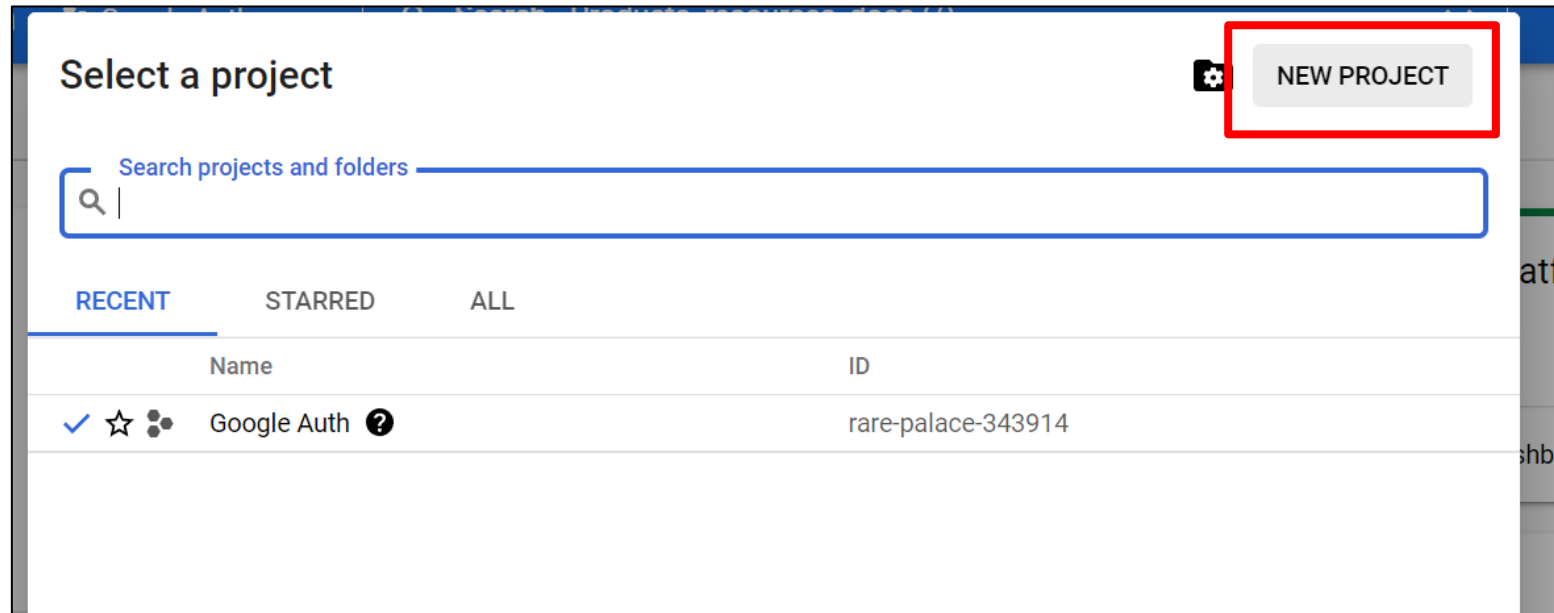 Select a project
NEW PROJECT
Search projects and folders
RECENT STARRED ALL
Name ID
Google Auth rare-palace-343914